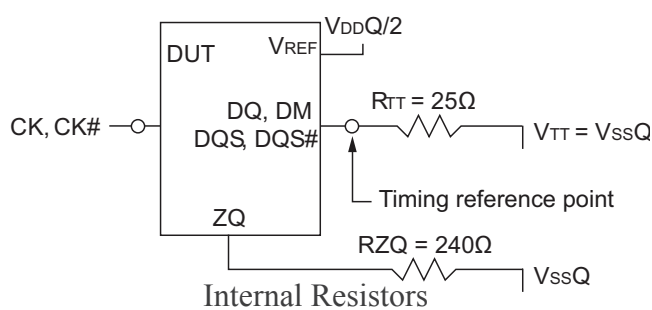 VDDQ/2
DUT
VREF
RTT = 25Ω
CK, CK#
DQ, DM
DQS, DQS#
VTT = VSSQ
Timing reference point
ZQ
RZQ = 240Ω
VSSQ
Internal Resistors